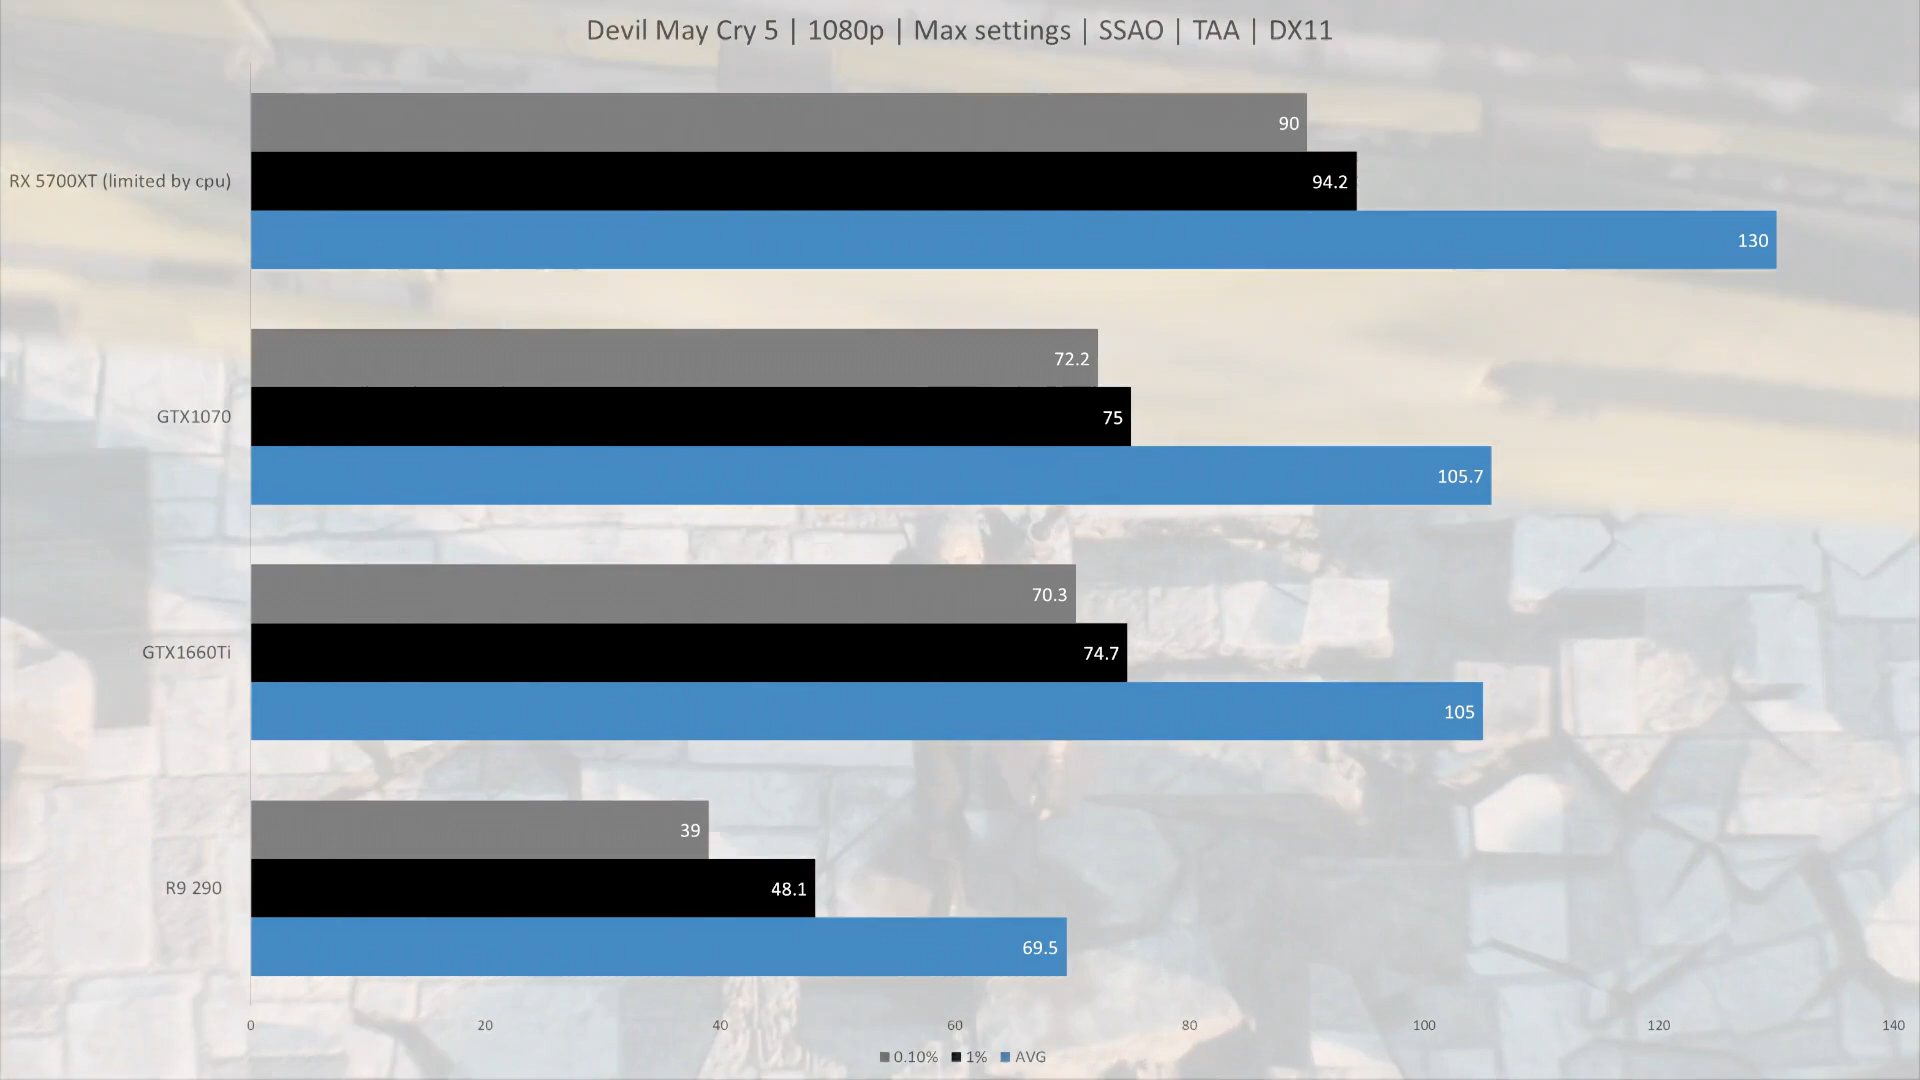 Devil May Cry 5 | 1080p | Max settings | SSAO | TAA | DX11
90
RX 5700XT (limited by cpu)
94.2
130
72.2
GTX1070
75
105.7
70.3
GTX1660Ti
74.7
105
39
R9 290
48.1
69.5
0 20 40 60 80 100 120 140
0.10% 1% AVG